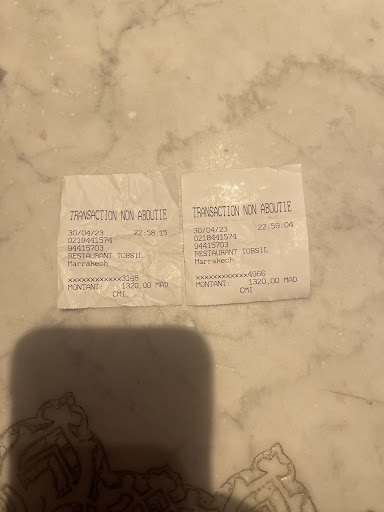 TRANSACTION NON ABOUTIE
30/04/23 22:58:15
0218441574
94415703
RESTAURANT TOBSIL
Marrakech
xxxxxxxxxxxx3148
MONTANT: 1320,00 MAD
CMI
TRANSACTION NON ABOUTIE
30/04/23 22:59:04
0218441574
94415703
RESTAURANT TOBSIL
Marrakech
xxxxxxxxxxxx4966
MONTANT: 1320,00 MAD
CMI